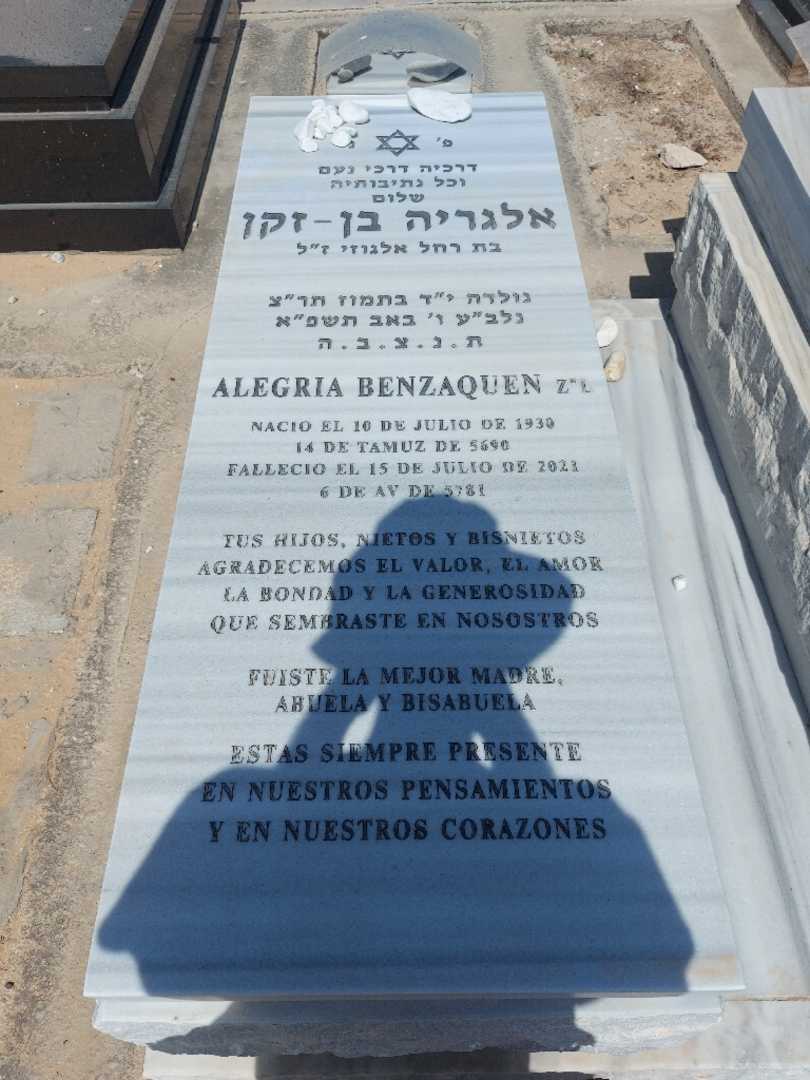 פ׳ נ
דרכיה דרכי נעם
וכל נתיבותיה
שלום
אלגריה בן-זקן
בת רחל אלגוזי ז״ל
נולדה י״ד בתמוז תר״צ
נלב״ע ו׳ באב תשפ״א
ת.נ.צ.ב.ה
ALEGRIA BENZAQUEN Z"L
NACIO EL 10 DE JULIO DE 1930
14 DE TAMUZ DE 5690
FALLECIO EL 15 DE JULIO DE 2021
6 DE AV DE 5781
TUS HIJOS, NIETOS Y BISNIETOS
AGRADECEMOS EL VALOR, EL AMOR
LA BONDAD Y LA GENEROSIDAD
QUE SEMBRASTE EN NOSOSTROS
FUISTE LA MEJOR MADRE,
ABUELA Y BISABUELA
ESTAS SIEMPRE PRESENTE
EN NUESTROS PENSAMIENTOS
Y EN NUESTROS CORAZONES